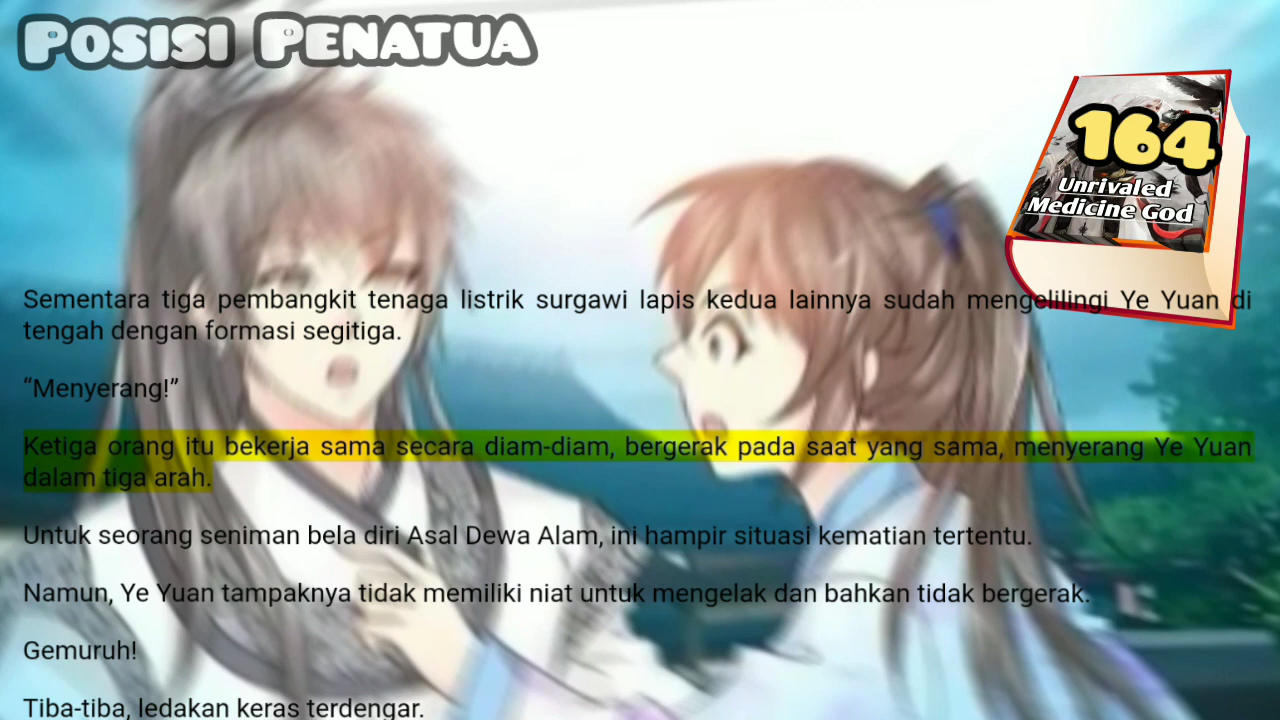 Posisi Penatua
164
Unrivaled
Medicine God
Sementara tiga pembangkit tenaga listrik surgawi lapis kedua lainnya sudah mengelilingi Ye Yuan di
tengah dengan formasi segitiga.
“Menyerang!”
Ketiga orang itu bekerja sama secara diam-diam, bergerak pada saat yang sama, menyerang Ye Yuan
dalam tiga arah.
Untuk seorang seniman bela diri Asal Dewa Alam, ini hampir situasi kematian tertentu.
Namun, Ye Yuan tampaknya tidak memiliki niat untuk mengelak dan bahkan tidak bergerak.
Gemuruh!
Tiba-tiba, ledakan keras terdengar.